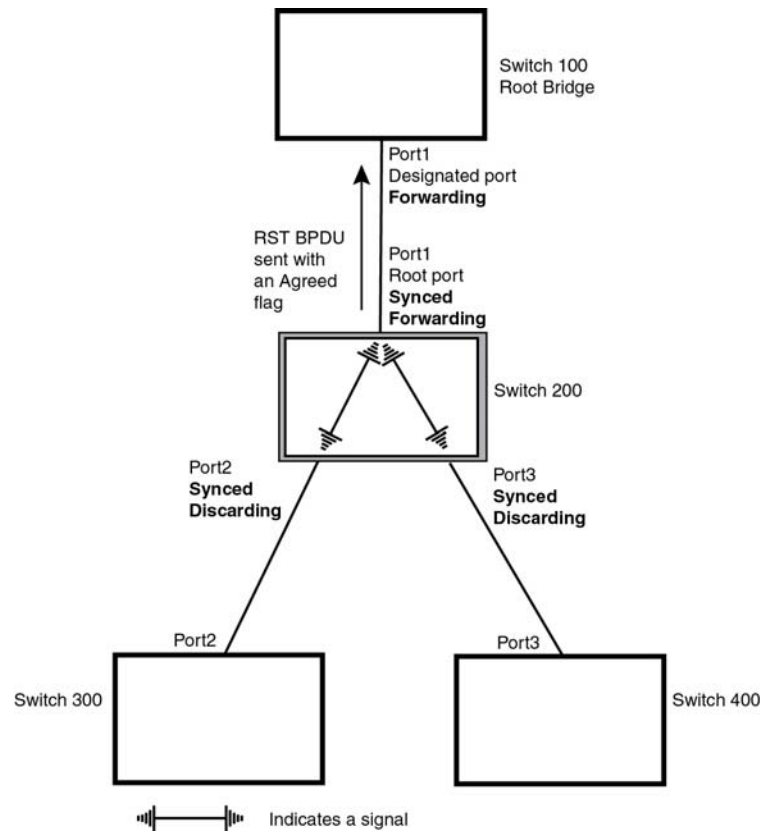 Switch 100
Root Bridge
Port1
Designated port
Forwarding
RST BPDU
sent with
an Agreed
flag
Port1
Root port
Synced
Forwarding
Switch 200
Port2
Synced
Discarding
Port3
Synced
Discarding
Port2
Port3
Switch 300
Switch 400
Indicates a signal